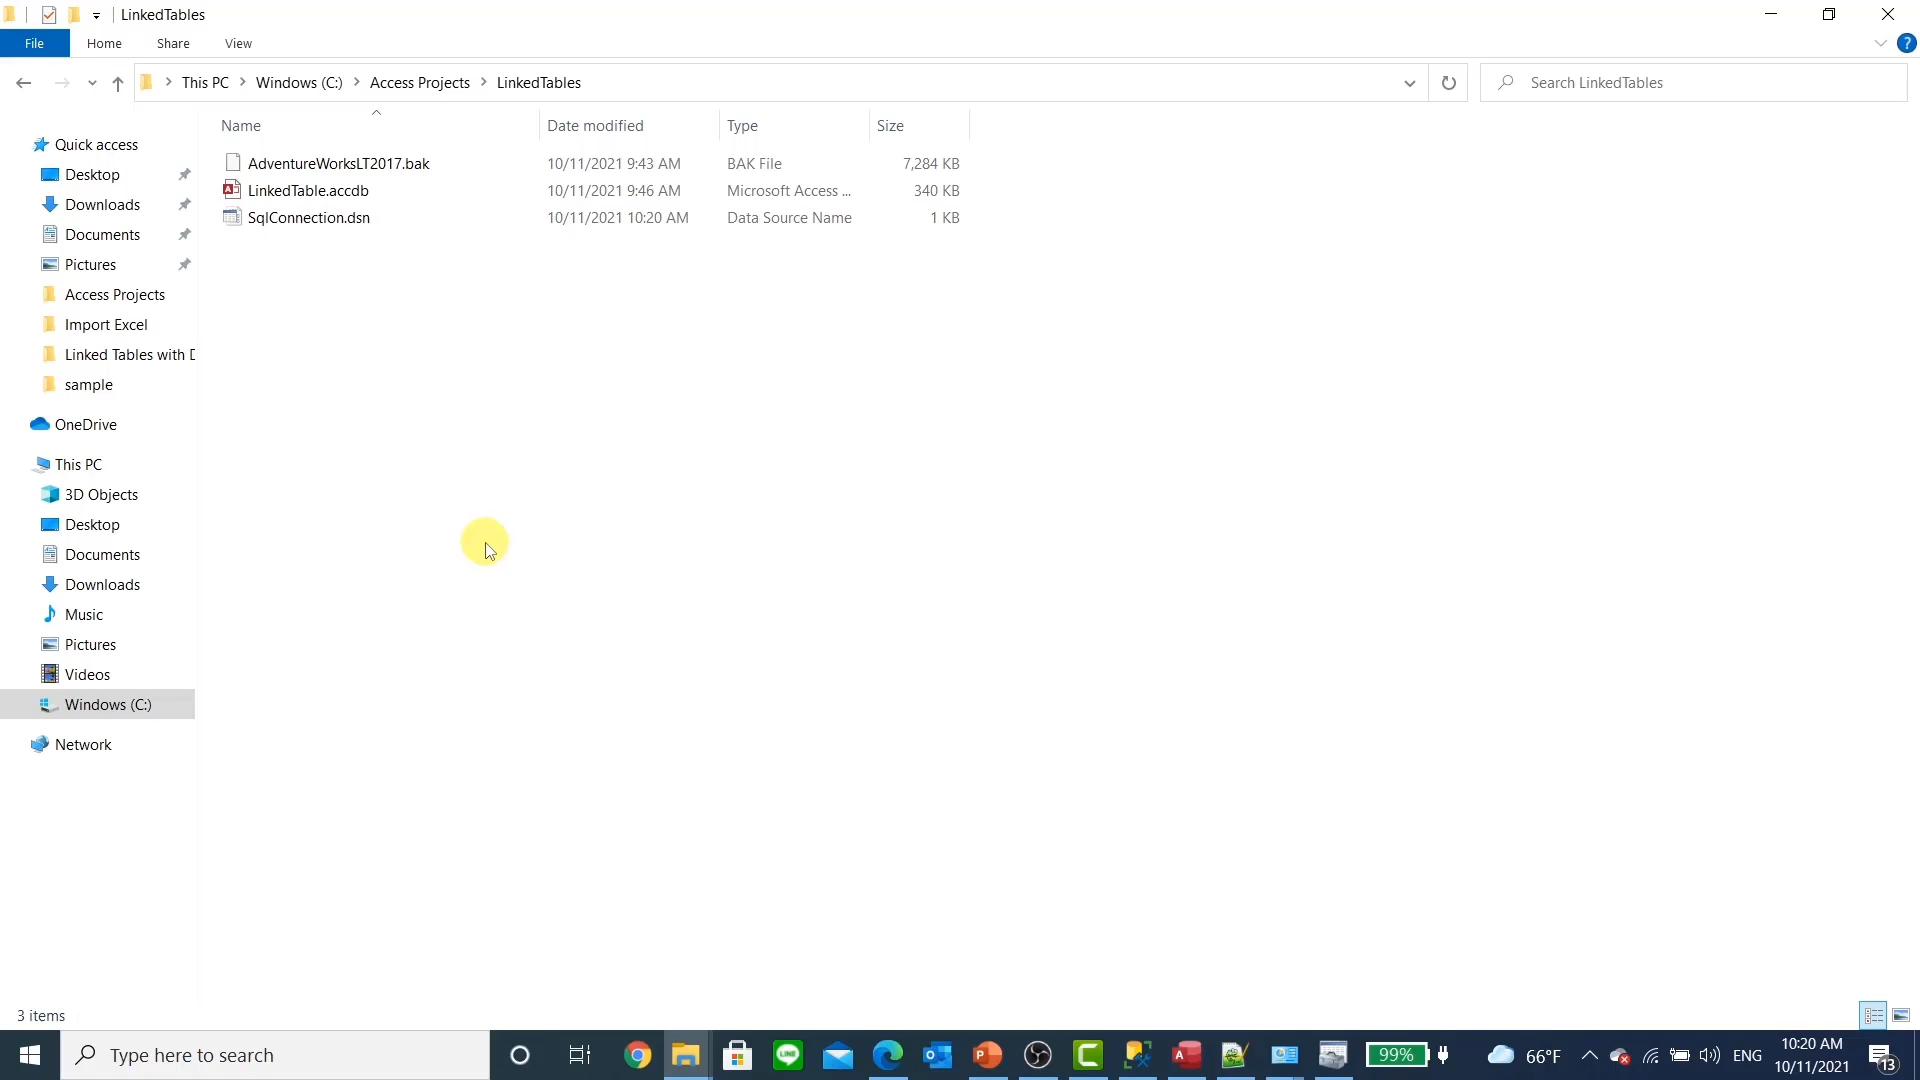 LinkedTables
File Home Share View
This PC Windows (C:) Access Projects LinkedTables
Search LinkedTables
Name Date modified Type Size
AdventureWorksLT2017.bak 10/11/2021 9:43 AM BAK File 7,284 KB
LinkedTable.accdb 10/11/2021 9:46 AM Microsoft Access ... 340 KB
SqlConnection.dsn 10/11/2021 10:20 AM Data Source Name 1 KB
Quick access
Desktop
Downloads
Documents
Pictures
Access Projects
Import Excel
Linked Tables with D
sample
OneDrive
This PC
3D Objects
Desktop
Documents
Downloads
Music
Pictures
Videos
Windows (C:)
Network
3 items
Type here to search
LINE
99%
66°F
ENG
10:20 AM
10/11/2021
13